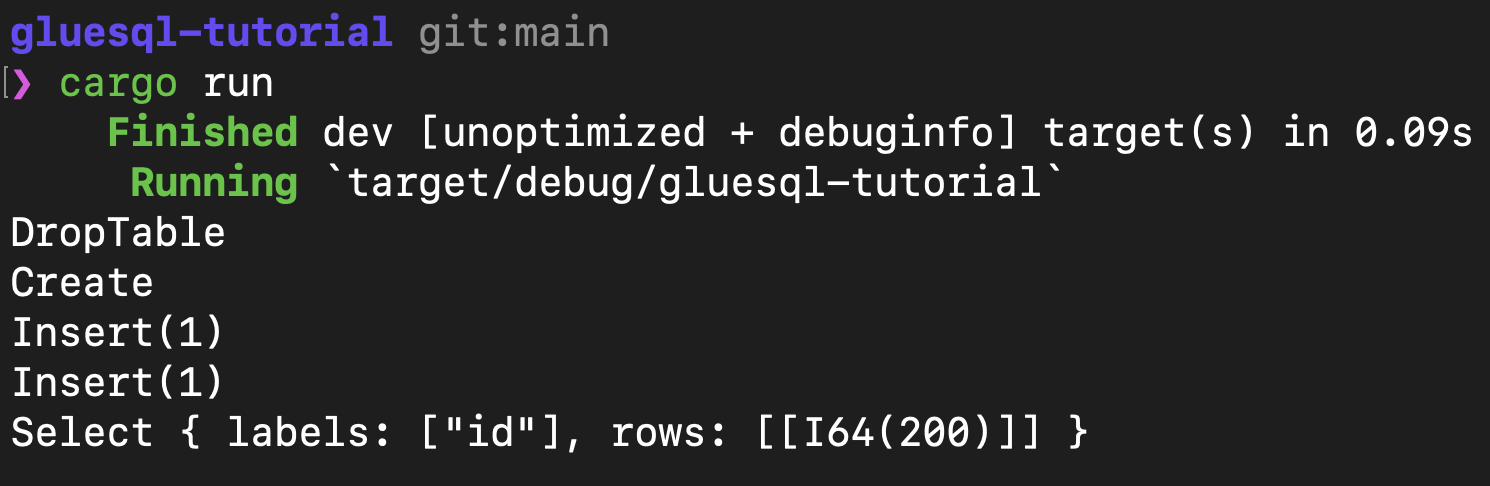 gluesql-tutorial git:main
[❯ cargo run
    Finished dev [unoptimized + debuginfo] target(s) in 0.09s
     Running `target/debug/gluesql-tutorial`
DropTable
Create
Insert(1)
Insert(1)
Select { labels: ["id"], rows: [[I64(200)]] }